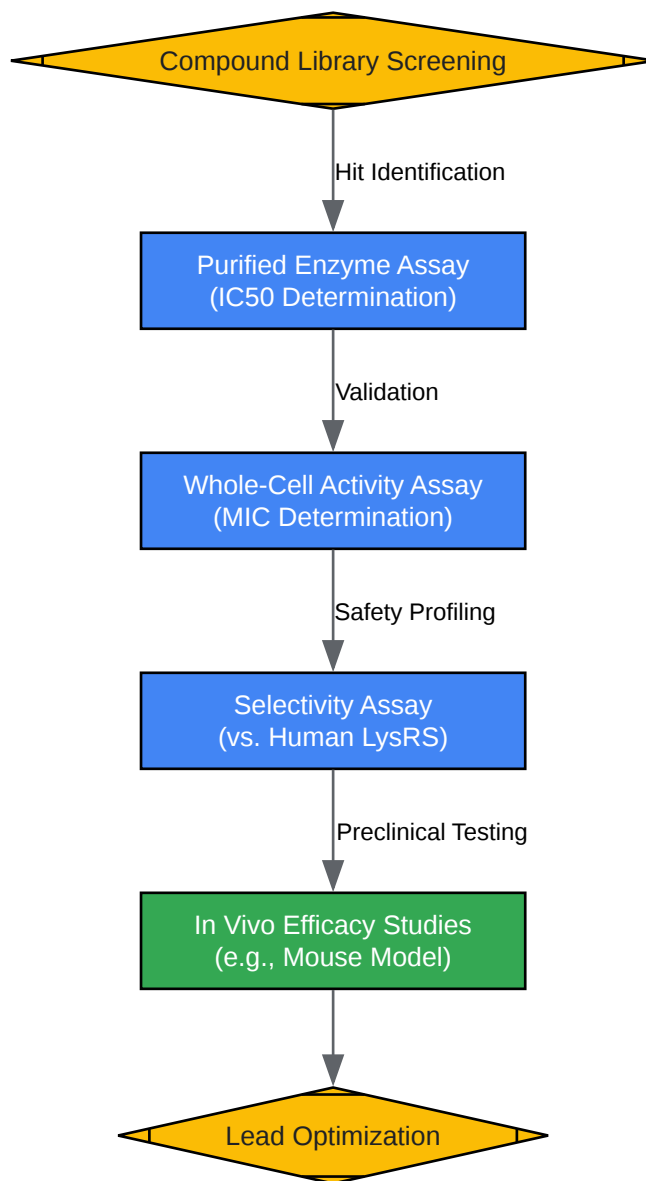 Compound Library Screening
Hit Identification
Purified Enzyme Assay
(IC50 Determination)
Validation
Whole-Cell Activity Assay
(MIC Determination)
Safety Profiling
Selectivity Assay
(vs. Human LysRS)
Preclinical Testing
In Vivo Efficacy Studies
(e.g., Mouse Model)
Lead Optimization